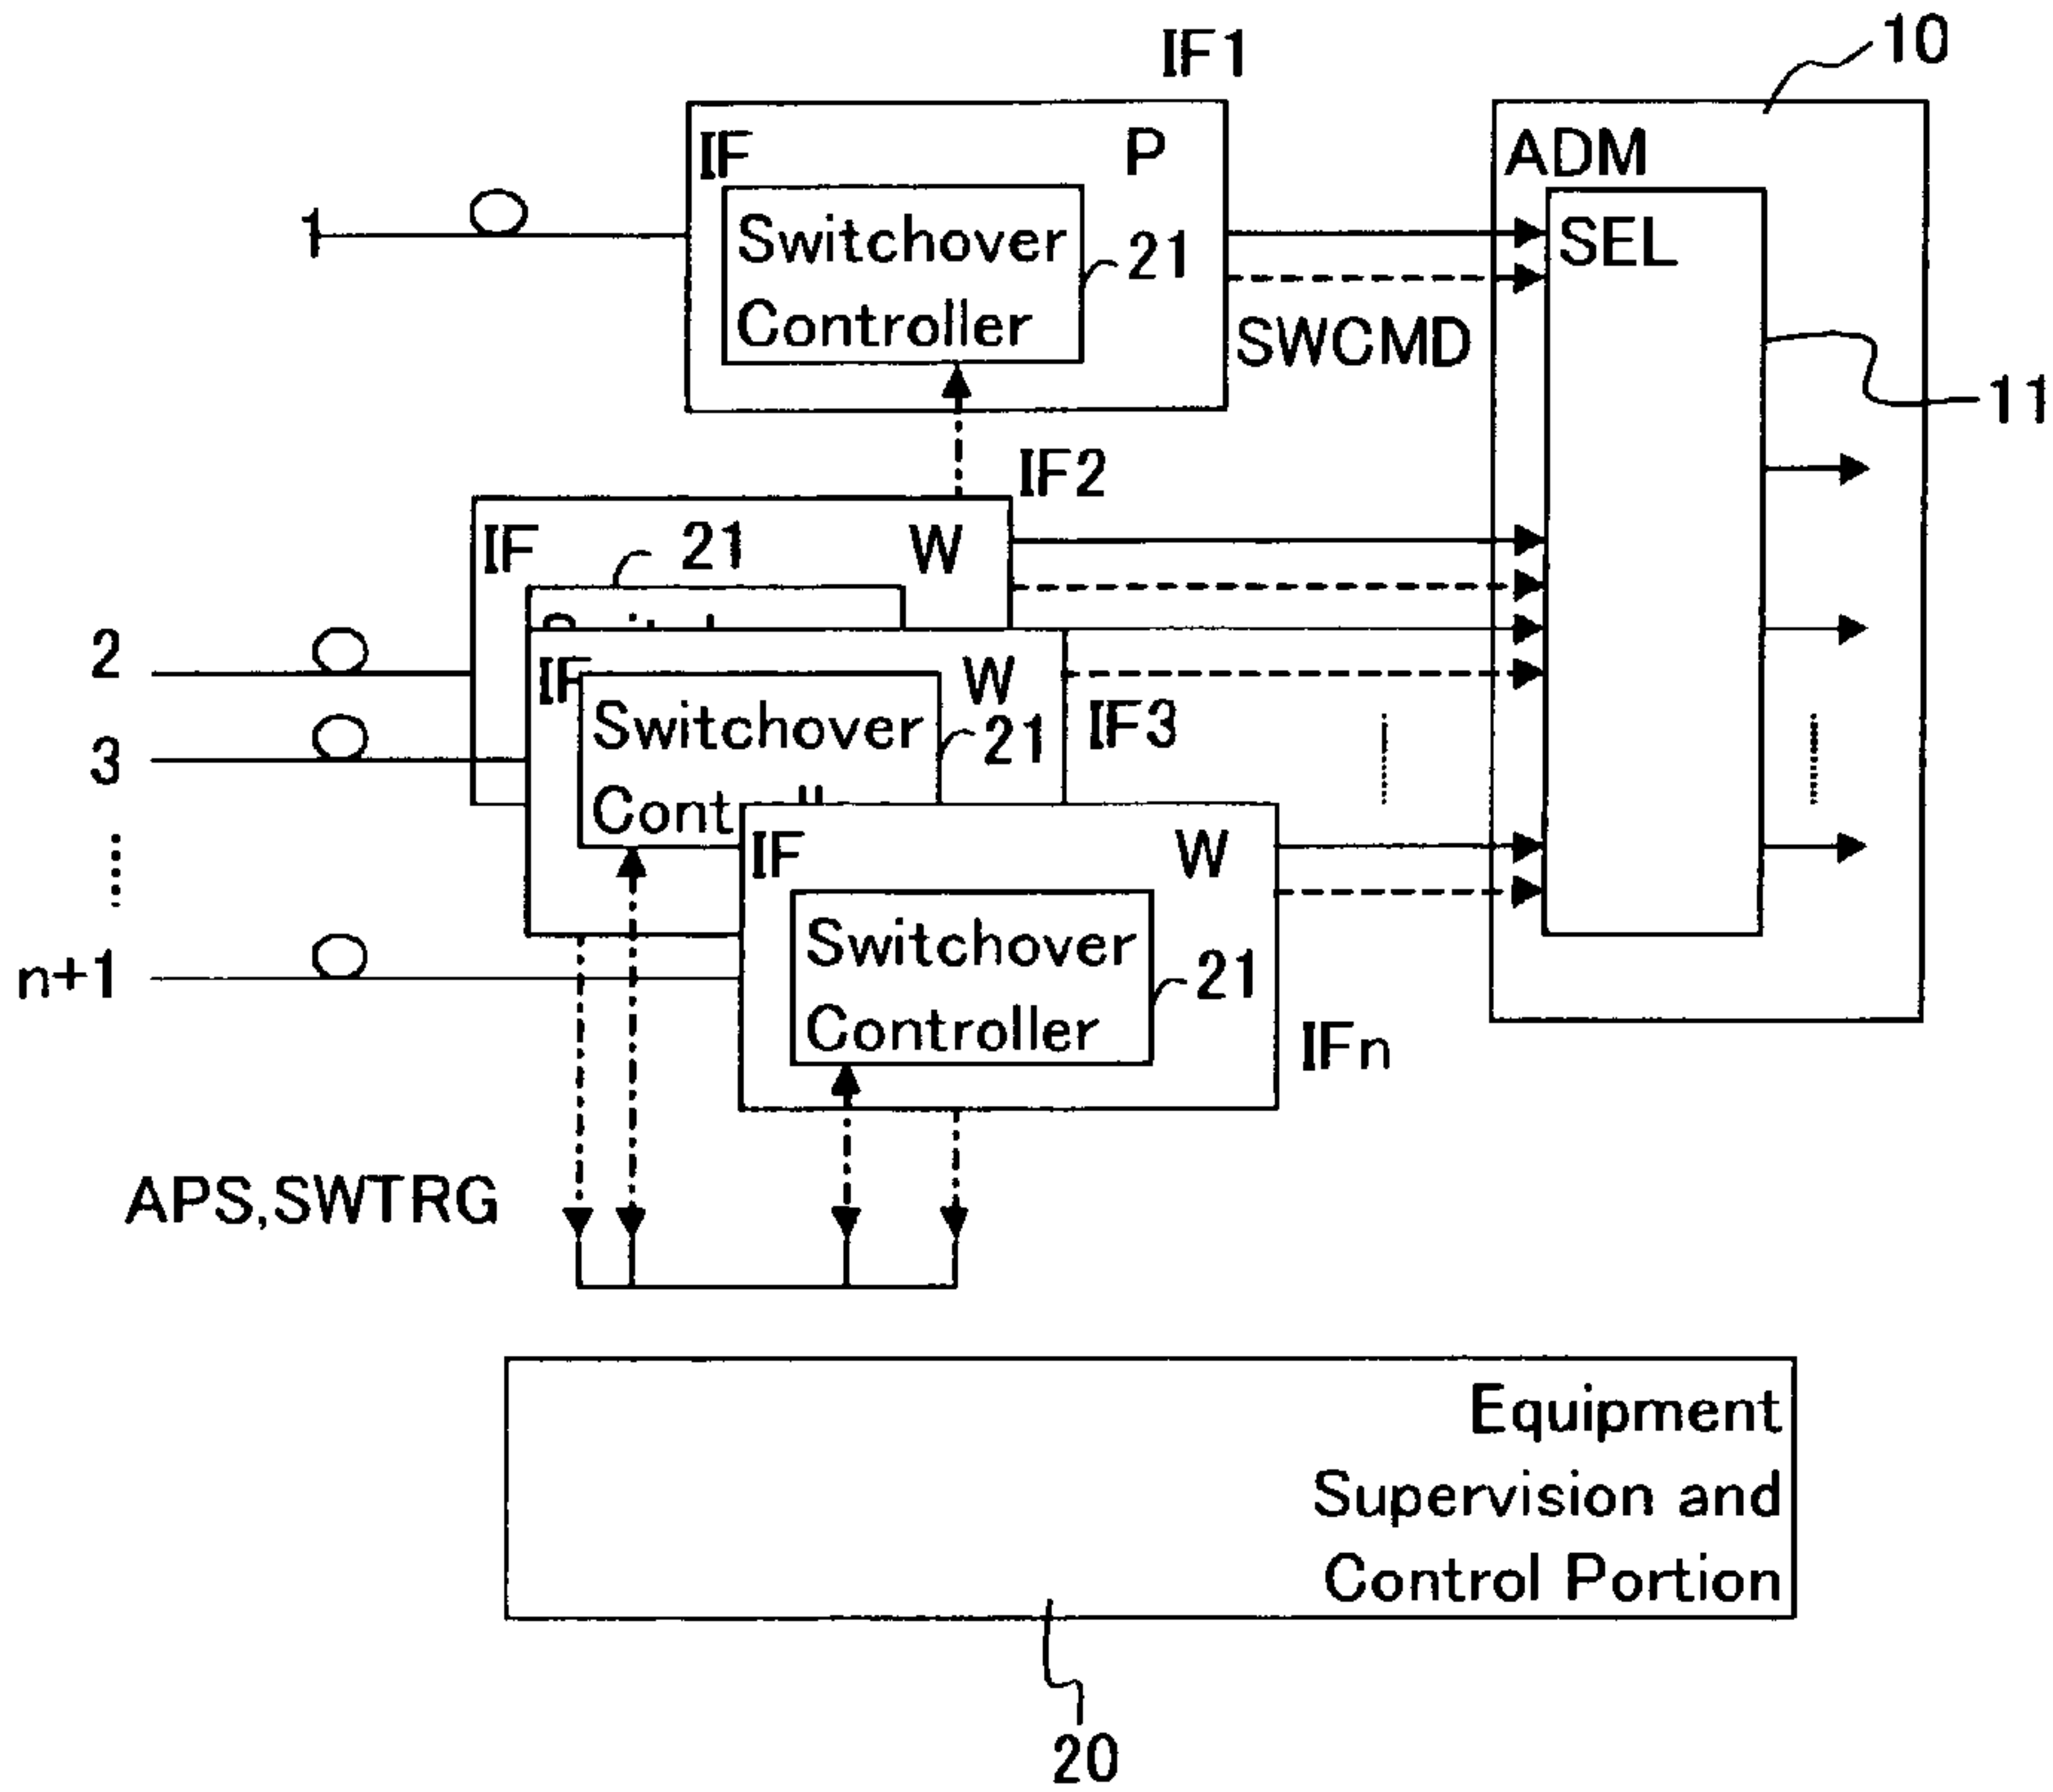 IF1
10
IF P
ADM
1
Switchover
Controller
21
SEL
SWCMD
11
IF2
IF 21 W
2
IF W
Switchover
21
IF3
3
IF W
Switchover
Controller
21
n+1
IFn
APS,SWTRG
Equipment
Supervision and
Control Portion
20